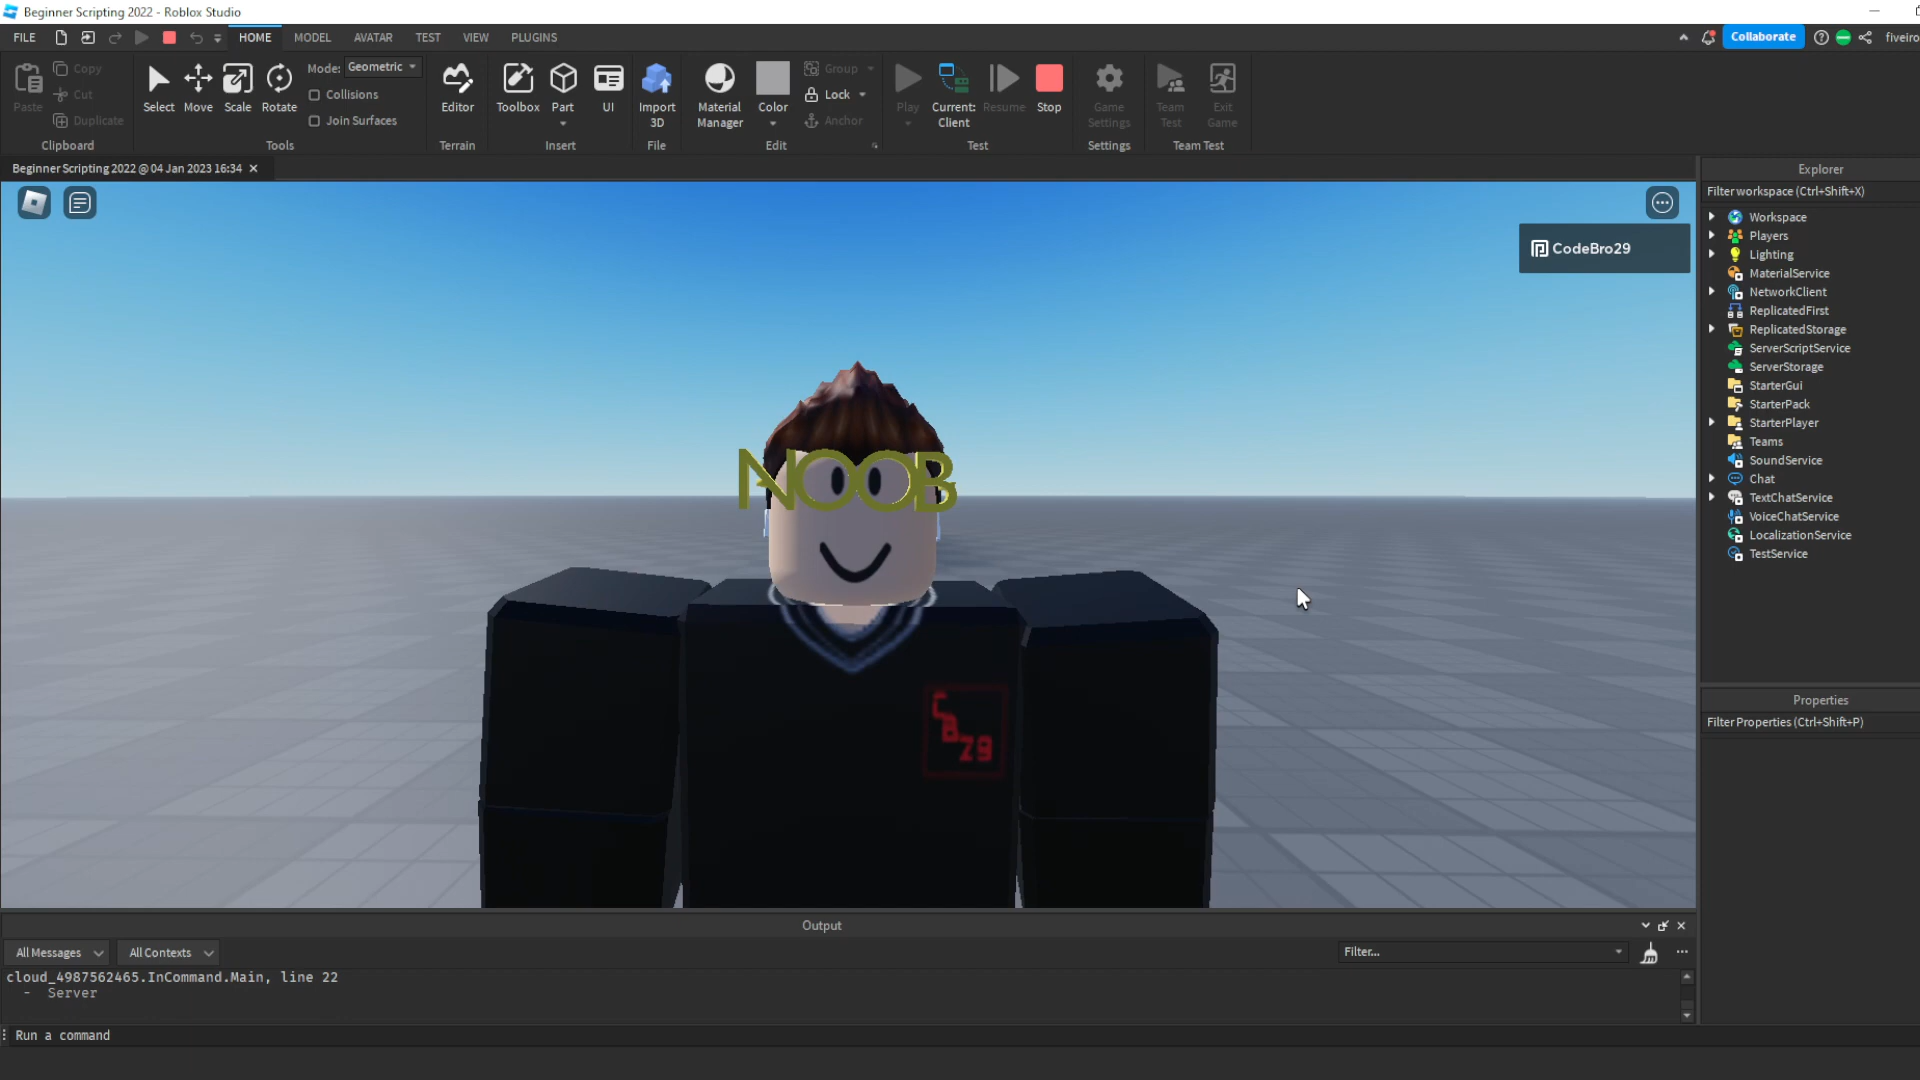 Beginner Scripting 2022 - Roblox Studio
FILE HOME MODEL AVATAR TEST VIEW PLUGINS Collaborate fiveiro
Paste Copy Cut Duplicate
Clipboard
Select Move Scale Rotate
Mode: Geometric
Collisions
Join Surfaces
Tools
Editor
Terrain
Toolbox Part UI
Insert
Import
3D
File
Material
Manager
Color
Group
Lock
Anchor
Edit
Play
Current:
Client
Resume Stop
Test
Game
Settings
Settings
Team
Test
Exit
Game
Team Test
Beginner Scripting 2022 @ 04 Jan 2023 16:34
CodeBro29
NOOB
CB29
Explorer
Filter workspace (Ctrl+Shift+X)
Workspace
Players
Lighting
MaterialService
NetworkClient
ReplicatedFirst
ReplicatedStorage
ServerScriptService
ServerStorage
StarterGui
StarterPack
StarterPlayer
Teams
SoundService
Chat
TextChatService
VoiceChatService
LocalizationService
TestService
Properties
Filter Properties (Ctrl+Shift+P)
Output
All Messages All Contexts Filter...
cloud_4987562465.InCommand.Main, line 22
- Server
Run a command